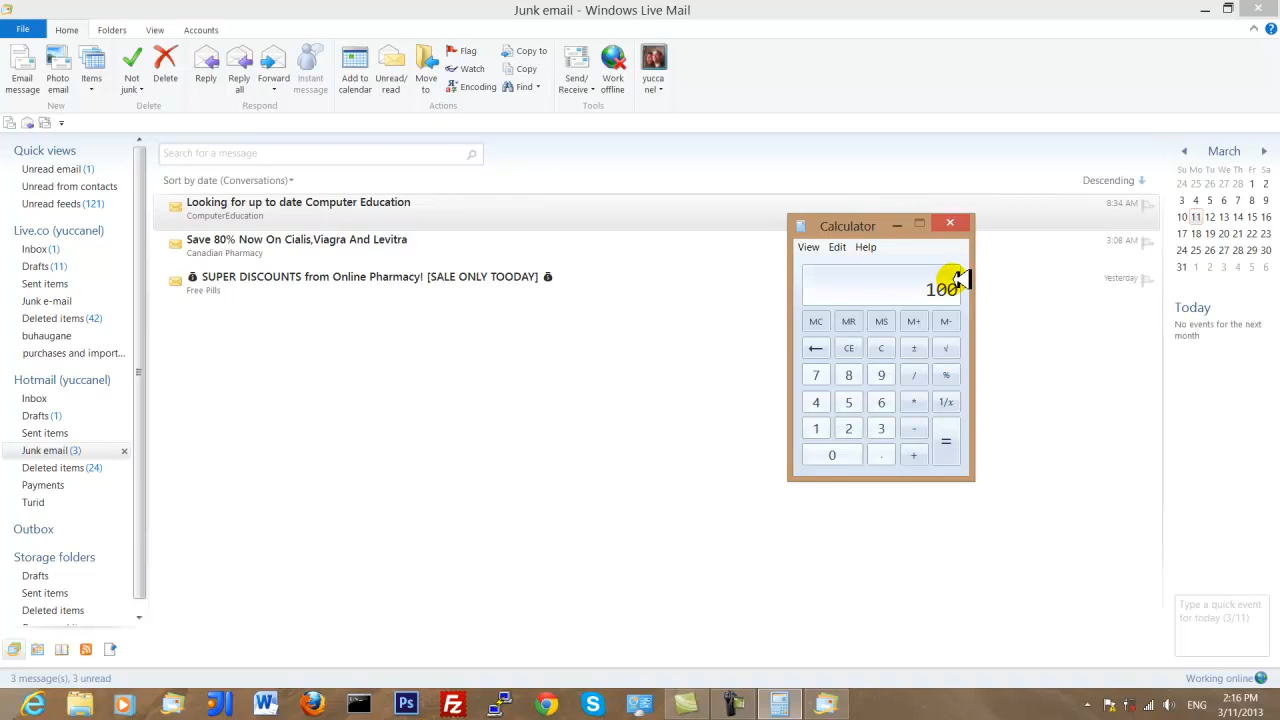 Junk email - Windows Live Mail
File Home Folders View Accounts
Email message
Photo email
Items
New
Not junk
Delete
Delete
Reply
Reply all
Forward
Instant message
Respond
Add to calendar
Unread/ read
Move to
Flag
Watch
Encoding
Copy to
Copy
Find
Actions
Send/ Receive
Work offline
Tools
yucca nel
Quick views
Unread email (1)
Unread from contacts
Unread feeds (121)
Live.co (yuccanel)
Inbox (1)
Drafts (11)
Sent items
Junk e-mail
Deleted items (42)
buhaugane
purchases and import...
Hotmail (yuccanel)
Inbox
Drafts (1)
Sent items
Junk email (3)
Deleted items (24)
Payments
Turid
Outbox
Storage folders
Drafts
Sent items
Deleted items
Search for a message
Sort by date (Conversations) Descending
Looking for up to date Computer Education 8:34 AM
ComputerEducation
Save 80% Now On Cialis,Viagra And Levitra 3:08 AM
Canadian Pharmacy
SUPER DISCOUNTS from Online Pharmacy! [SALE ONLY TOODAY] Yesterday
Free Pills
Calculator
View Edit Help
100
MC MR MS M+ M-
← CE C ± √
7 8 9 / %
4 5 6 * 1/x
1 2 3 - =
0 . +
March
Su Mo Tu We Th Fr Sa
24 25 26 27 28 1 2
3 4 5 6 7 8 9
10 11 12 13 14 15 16
17 18 19 20 21 22 23
24 25 26 27 28 29 30
31 1 2 3 4 5 6
Today
No events for the next
month
Type a quick event
for today (3/11)
3 message(s), 3 unread Working online
Ps
ENG
2:16 PM
3/11/2013